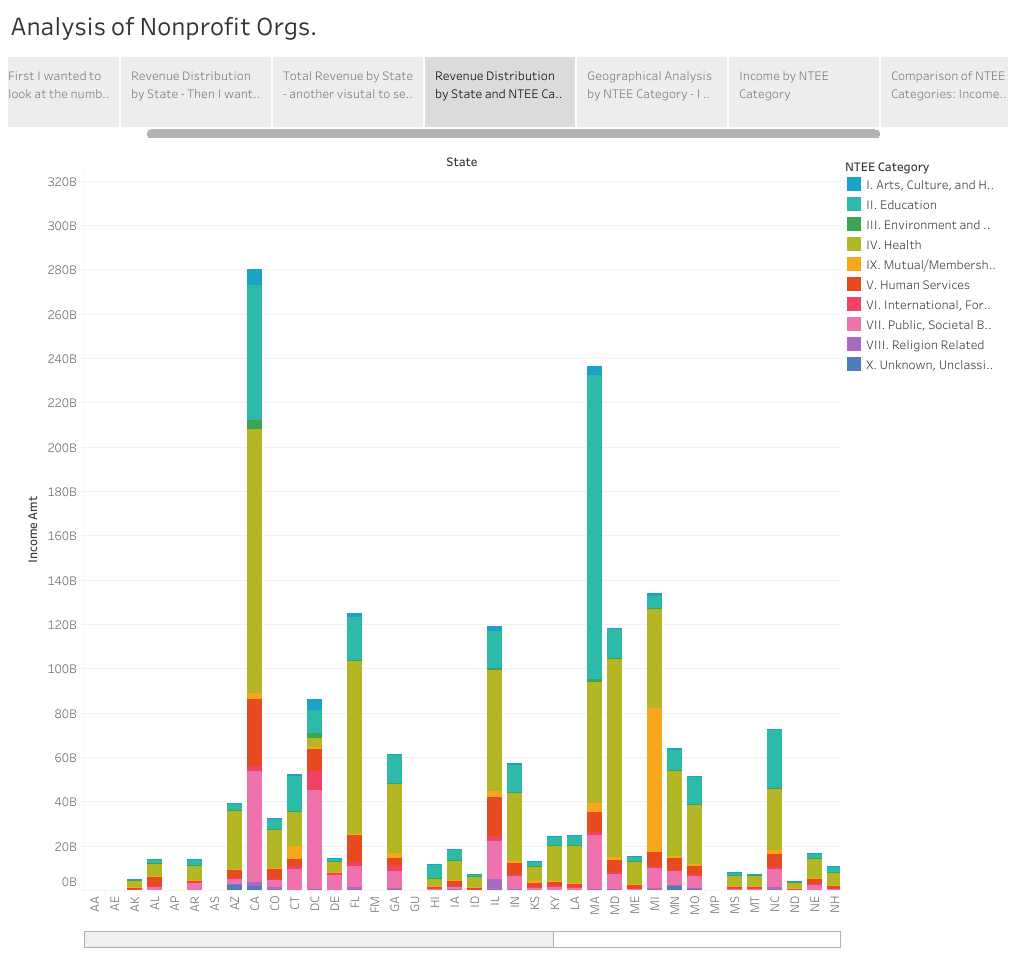 Analysis of Nonprofit Orgs.
First I wanted to
look at the numb..
Revenue Distribution
by State - Then I want..
Total Revenue by State
- another visutal to se..
Revenue Distribution
by State and NTEE Ca..
Geographical Analysis
by NTEE Category - I ..
Income by NTEE
Category
Comparison of NTEE
Categories: Income..
State
NTEE Category
I. Arts, Culture, and H..
II. Education
III. Environment and ..
IV. Health
IX. Mutual/Membersh..
V. Human Services
VI. International, For..
VII. Public, Societal B..
VIII. Religion Related
X. Unknown, Unclassi..
Income Amt
320B
300B
280B
260B
240B
220B
200B
180B
160B
140B
120B
100B
80B
60B
40B
20B
0B
AA
AE
AK
AL
AP
AR
AS
AZ
CA
CO
CT
DC
DE
FL
FM
GA
GU
HI
IA
ID
IL
IN
KS
KY
LA
MA
MD
ME
MI
MN
MO
MP
MS
MT
NC
ND
NE
NH